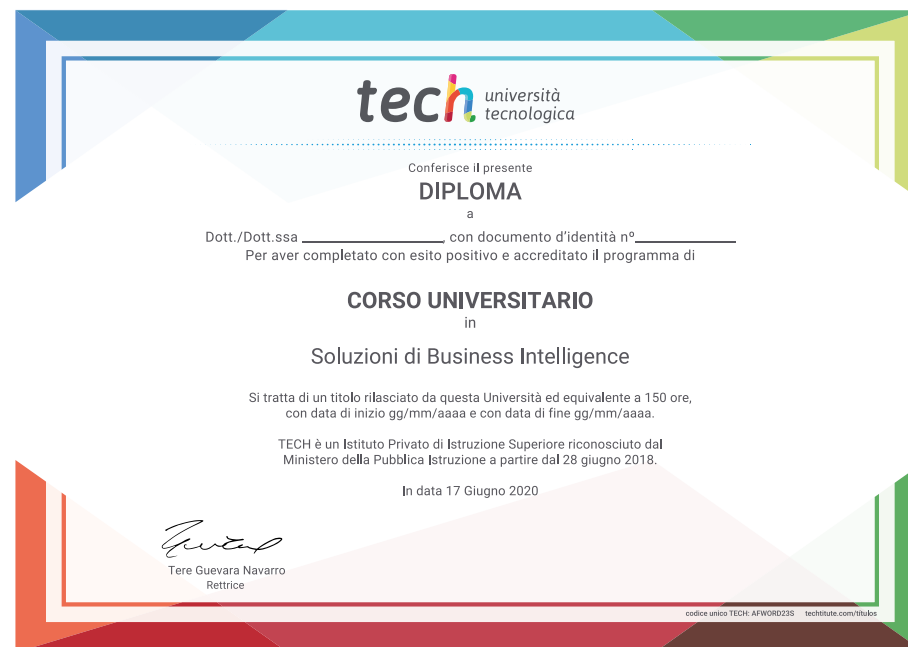 tech università
tecnologica
Conferisce il presente
DIPLOMA
a
Dott./Dott.ssa ____________________, con documento d'identità nº______________
Per aver completato con esito positivo e accreditato il programma di
CORSO UNIVERSITARIO
in
Soluzioni di Business Intelligence
Si tratta di un titolo rilasciato da questa Università ed equivalente a 150 ore,
con data di inizio gg/mm/aaaa e con data di fine gg/mm/aaaa.
TECH è un Istituto Privato di Istruzione Superiore riconosciuto dal
Ministero della Pubblica Istruzione a partire dal 28 giugno 2018.
In data 17 Giugno 2020
Tere Guevara Navarro
Rettrice
codice unico TECH: AFWORD23S techtitute.com/titulos